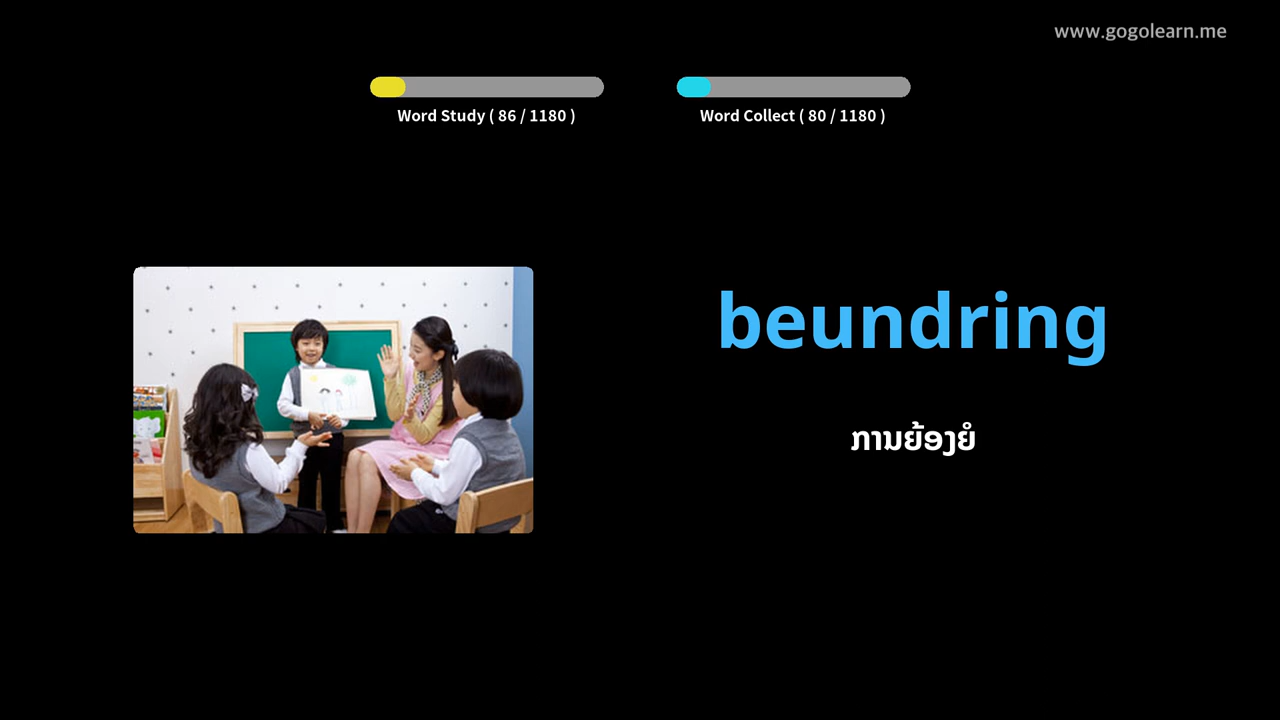 www.gogolearn.me
Word Study ( 86 / 1180 )
Word Collect ( 80 / 1180 )
beundring
ການຍ້ອງຍໍ